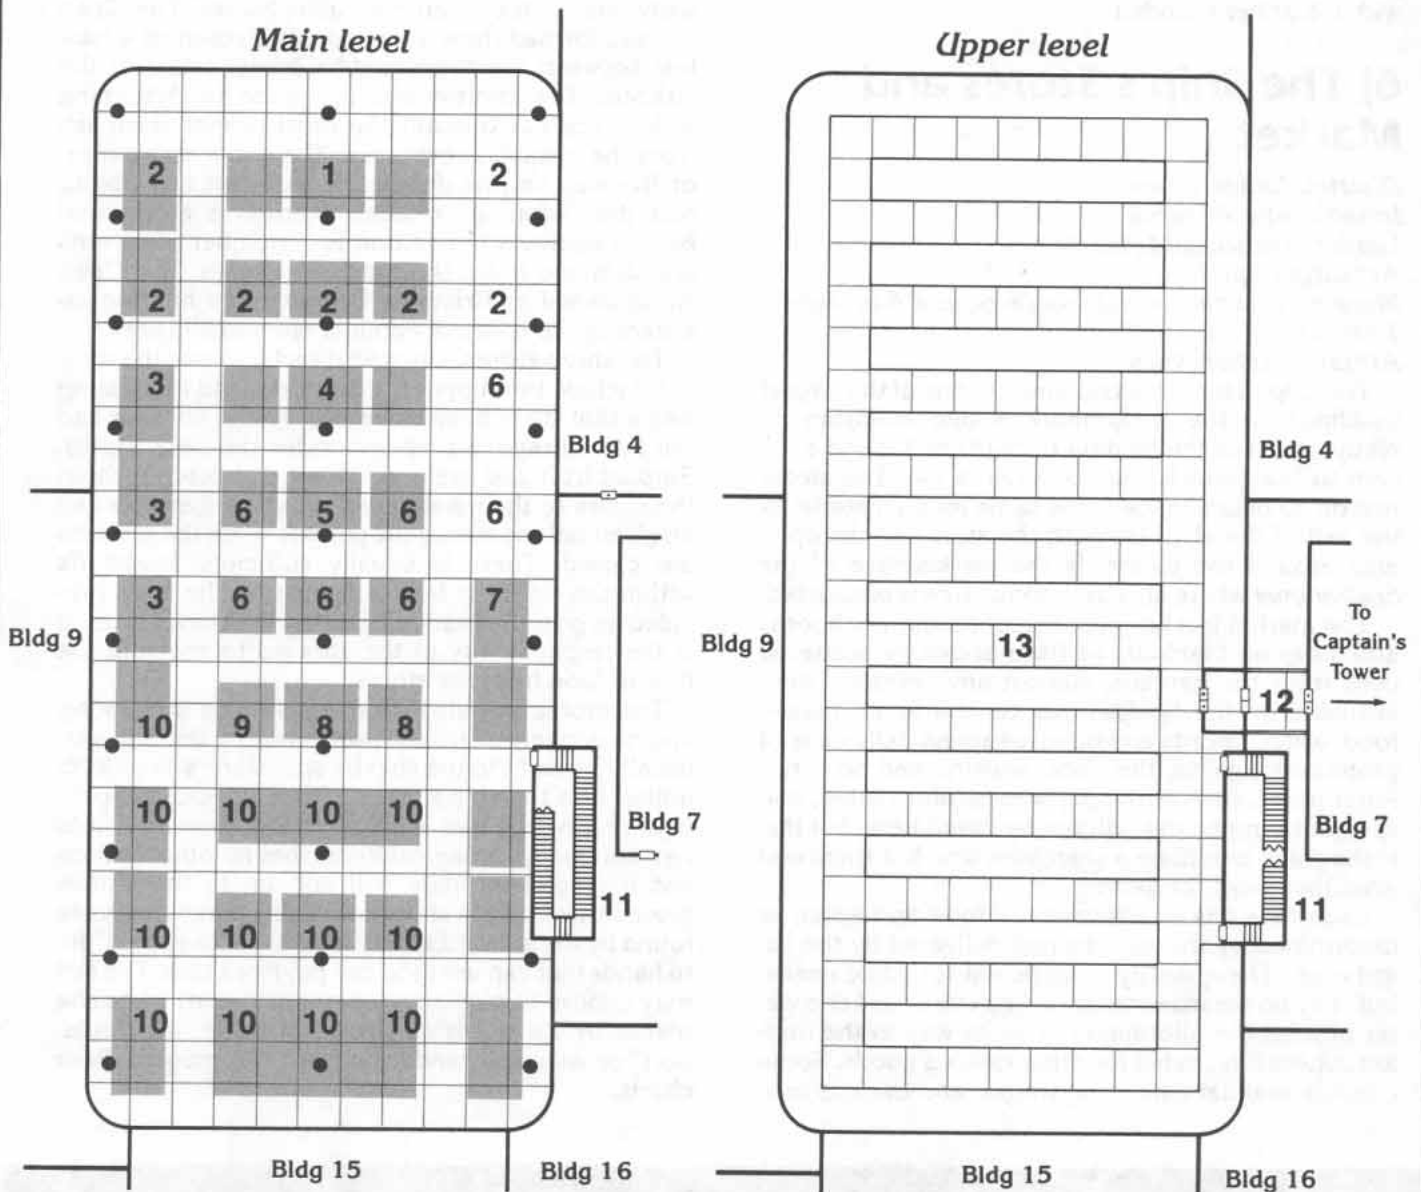 Main level
2 1 2
2 2 2 2 2
3 4 6
Bldg 4
3 6 5 6 6
3 6 6 6 7
Bldg 9
10 9 8 8
10 10 10 10
Bldg 7
11
10 10 10 10
10 10 10 10
Bldg 15
Bldg 16
Upper level
Bldg 4
Bldg 9
13
To
Captain's
Tower
12
Bldg 7
11
Bldg 15
Bldg 16